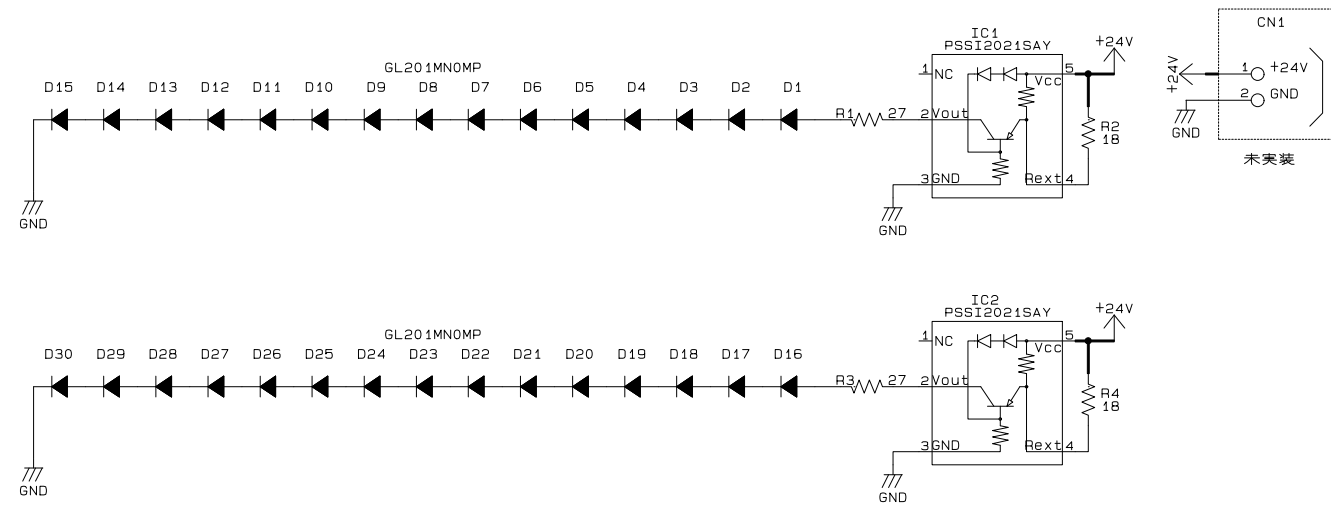 CN1
+24V
1 +24V
2 GND
GND
未実装
IC1
PSSI2021SAY
+24V
1 NC
Vcc 5
2 Vout
3 GND
Rext 4
R2
18
GND
GL201MN0MP
D15 D14 D13 D12 D11 D10 D9 D8 D7 D6 D5 D4 D3 D2 D1
R1 27
GND
IC2
PSSI2021SAY
+24V
1 NC
Vcc 5
2 Vout
3 GND
Rext 4
R4
18
GND
GL201MN0MP
D30 D29 D28 D27 D26 D25 D24 D23 D22 D21 D20 D19 D18 D17 D16
R3 27
GND